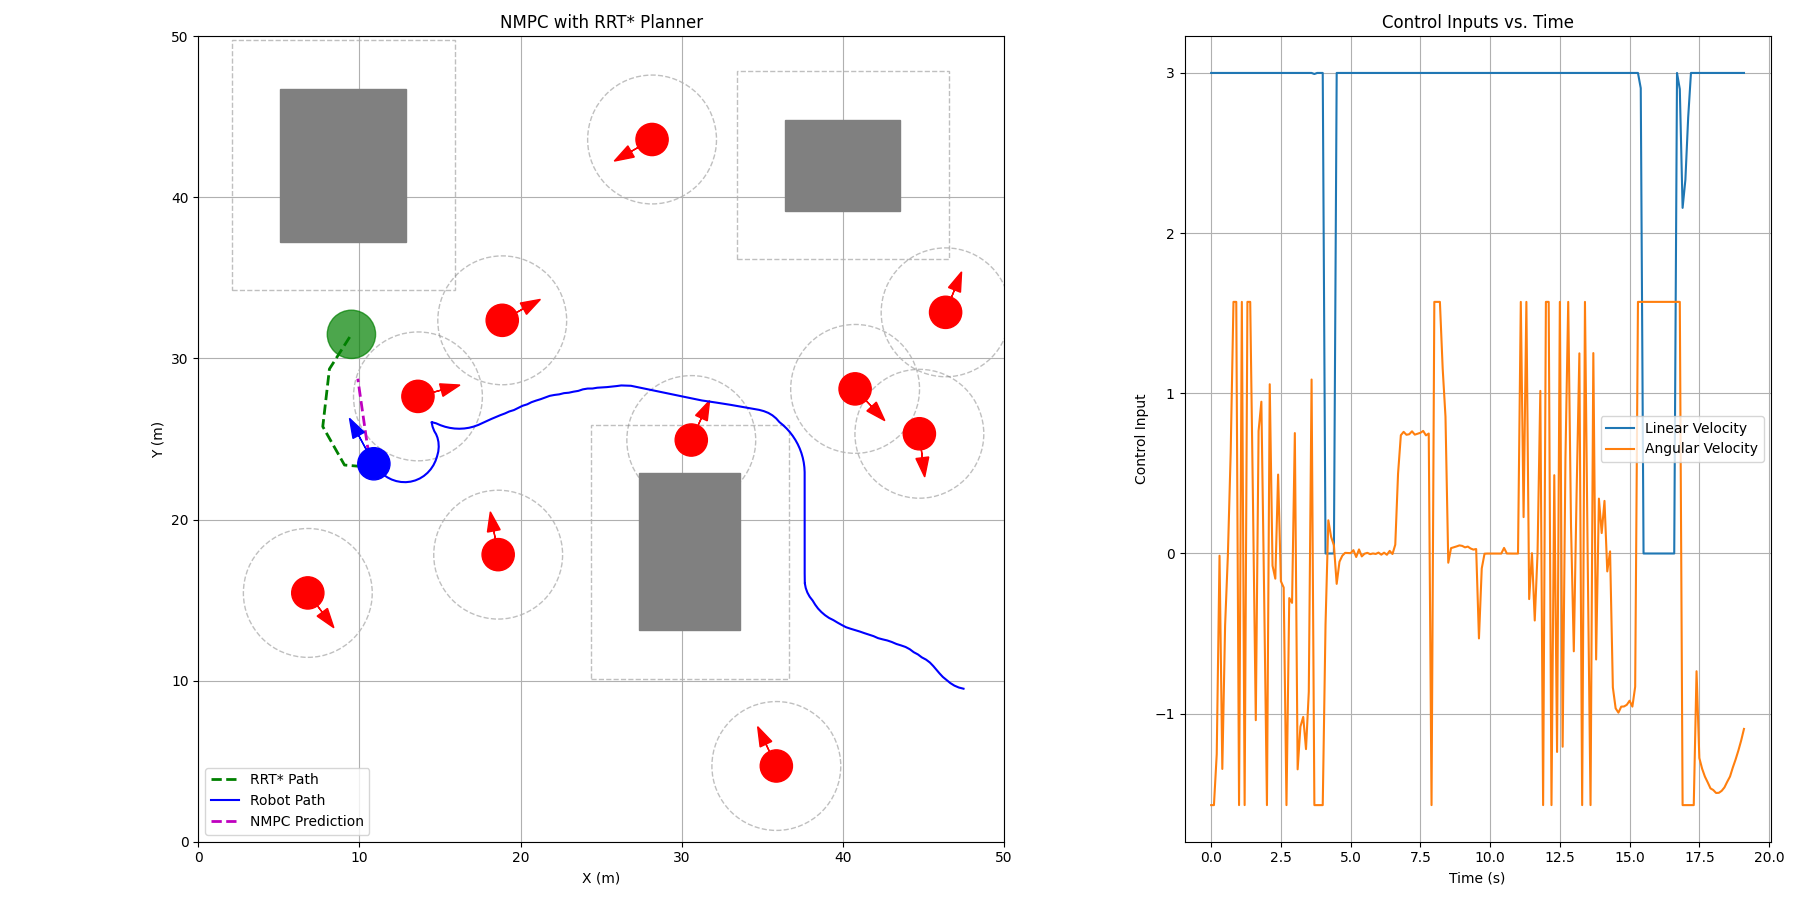 NMPC with RRT* Planner
50
40
30
20
10
0
Y (m)
0 10 20 30 40 50
X (m)
RRT* Path
Robot Path
NMPC Prediction
Control Inputs vs. Time
3
2
1
0
−1
Control Input
Linear Velocity
Angular Velocity
0.0 2.5 5.0 7.5 10.0 12.5 15.0 17.5 20.0
Time (s)